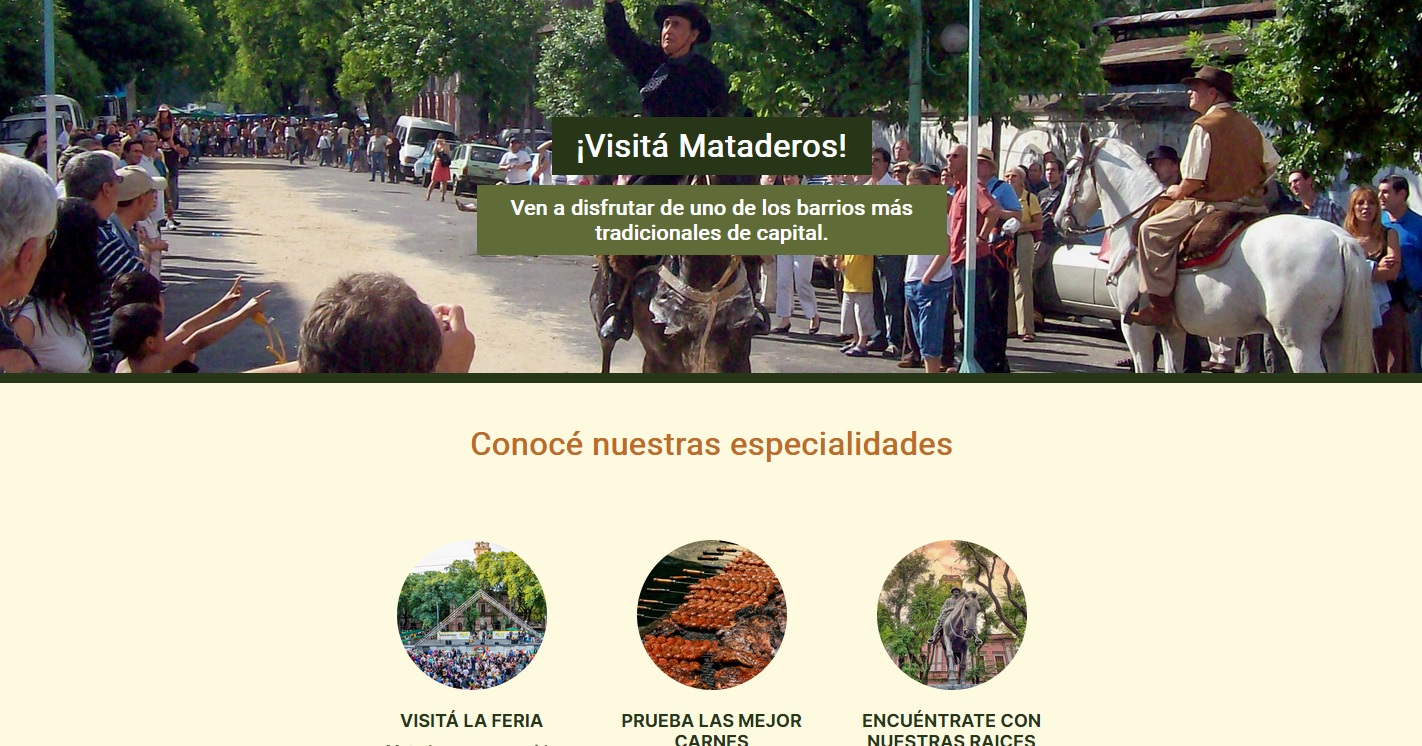 ¡Visitá Mataderos!
Ven a disfrutar de uno de los barrios más
tradicionales de capital.
Conocé nuestras especialidades
VISITÁ LA FERIA
PRUEBA LAS MEJOR
CARNES
ENCUÉNTRATE CON
NUESTRAS RAICES